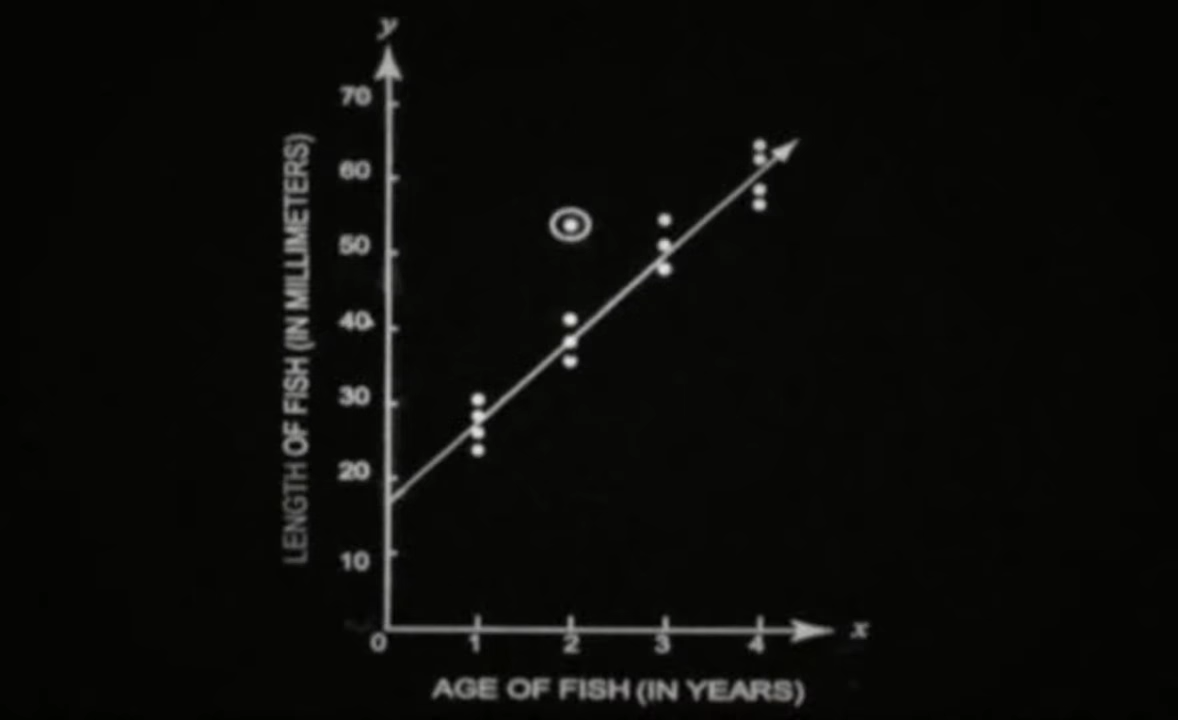 y
70
60
50
40
30
20
10
0
1 2 3 4
x
LENGTH OF FISH (IN MILLIMETERS)
AGE OF FISH (IN YEARS)